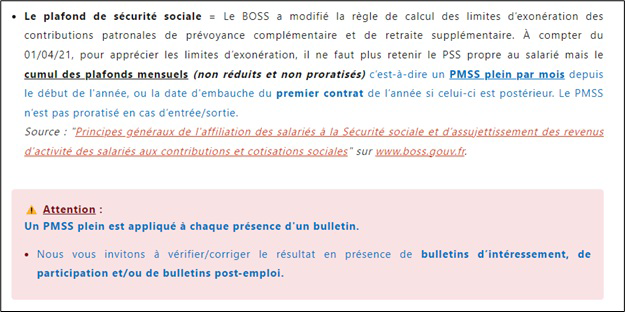 • Le plafond de sécurité sociale = Le BOSS a modifié la règle de calcul des limites d'exonération des
contributions patronales de prévoyance complémentaire et de retraite supplémentaire. À compter du
01/04/21, pour apprécier les limites d'exonération, il ne faut plus retenir le PSS propre au salarié mais le
cumul des plafonds mensuels (non réduits et non proratisés) c'est-à-dire un PMSS plein par mois depuis
le début de l'année, ou la date d'embauche du premier contrat de l'année si celui-ci est postérieur. Le PMSS
n'est pas proratisé en cas d'entrée/sortie.
Source : "Principes généraux de l'affiliation des salariés à la Sécurité sociale et d'assujettissement des revenus
d'activité des salariés aux contributions et cotisations sociales" sur www.boss.gouv.fr.
⚠ Attention :
Un PMSS plein est appliqué à chaque présence d'un bulletin.
• Nous vous invitons à vérifier/corriger le résultat en présence de bulletins d'intéressement, de
participation et/ou de bulletins post-emploi.